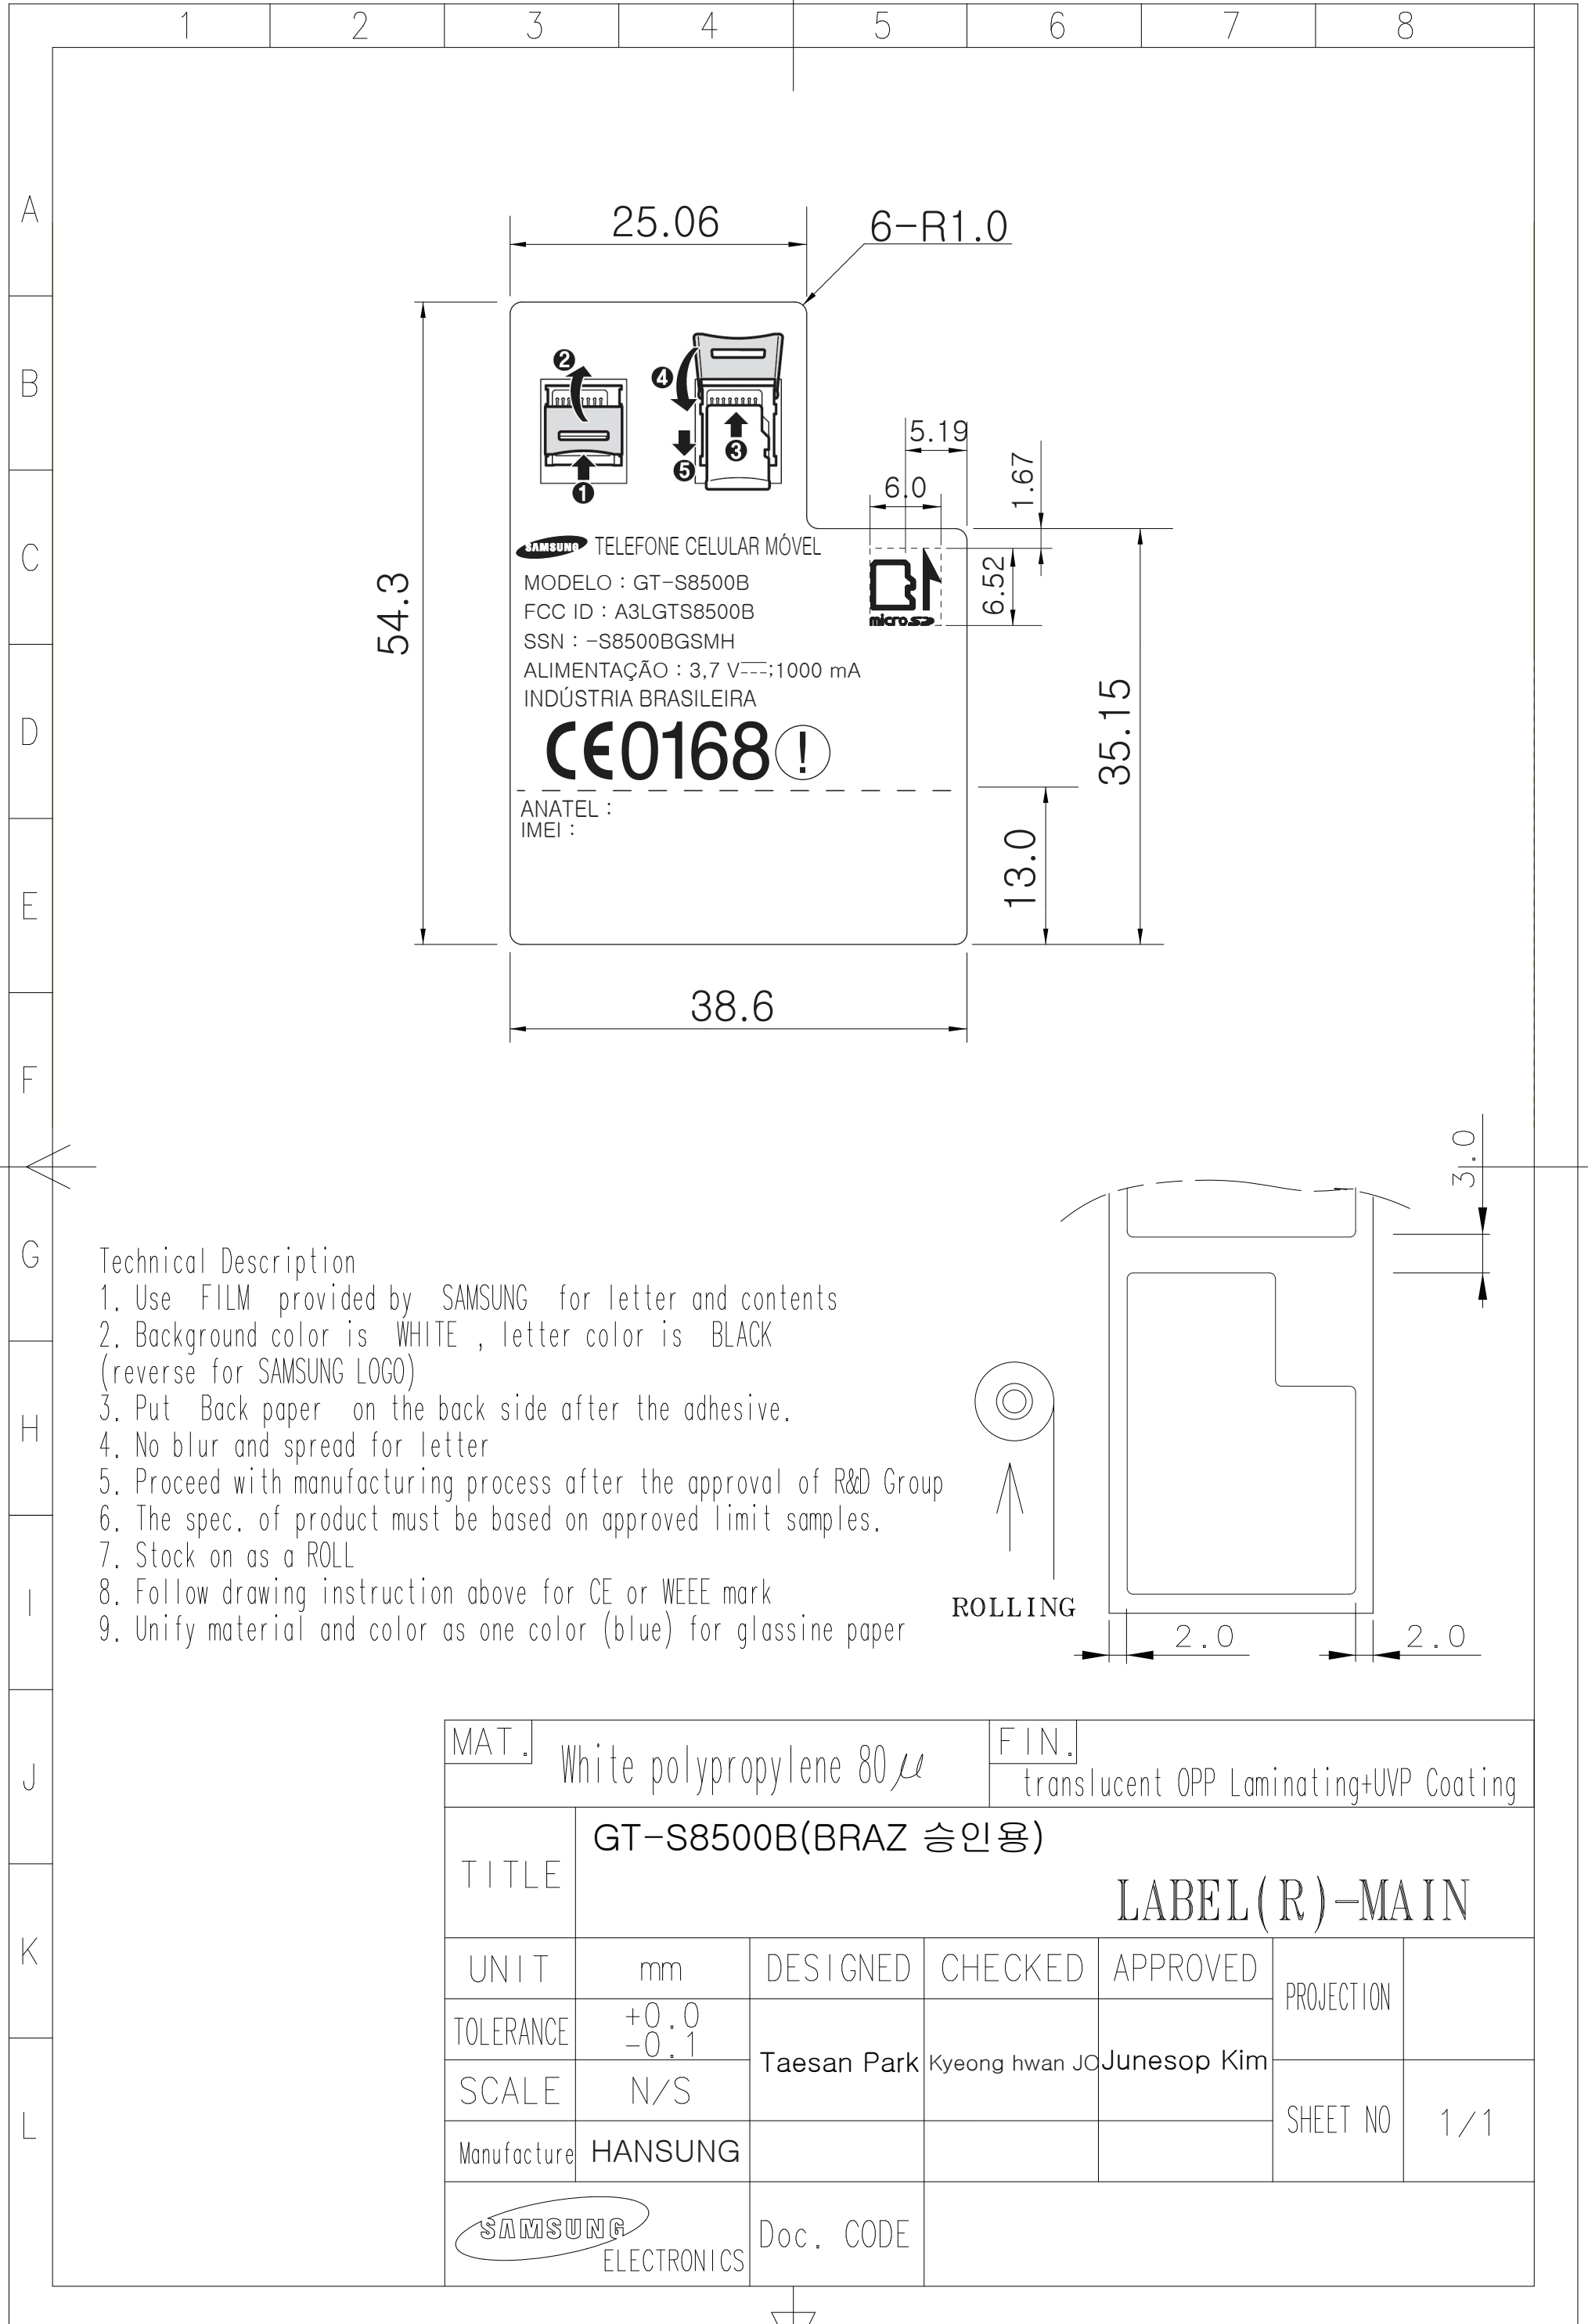 1 2 3 4 5 6 7 8
A
B
C
D
E
F
G
H
I
J
K
L
25.06
6-R1.0
2
4
3
5
1
5.19
1.67
6.0
6.52
54.3
35.15
13.0
38.6
SAMSUNG TELEFONE CELULAR MÓVEL
MODELO : GT-S8500B
FCC ID : A3LGTS8500B
SSN : -S8500BGSMH
ALIMENTAÇÃO : 3,7 V⎓;1000 mA
INDÚSTRIA BRASILEIRA
CE0168!
micro SD
ANATEL :
IMEI :
3.0
Technical Description
1. Use FILM provided by SAMSUNG for letter and contents
2. Background color is WHITE , letter color is BLACK
(reverse for SAMSUNG LOGO)
3. Put Back paper on the back side after the adhesive.
4. No blur and spread for letter
5. Proceed with manufacturing process after the approval of R&D Group
6. The spec. of product must be based on approved limit samples.
7. Stock on as a ROLL
8. Follow drawing instruction above for CE or WEEE mark
9. Unify material and color as one color (blue) for glassine paper
ROLLING
2.0 2.0
MAT. White polypropylene 80μ
FIN. translucent OPP Laminating+UVP Coating
TITLE GT-S8500B(BRAZ 승인용)
LABEL(R)-MAIN
UNIT mm DESIGNED CHECKED APPROVED PROJECTION
TOLERANCE +0.0 -0.1
Taesan Park Kyeong hwan JO Junesop Kim
SCALE N/S
SHEET NO 1/1
Manufacture HANSUNG
SAMSUNG ELECTRONICS Doc. CODE